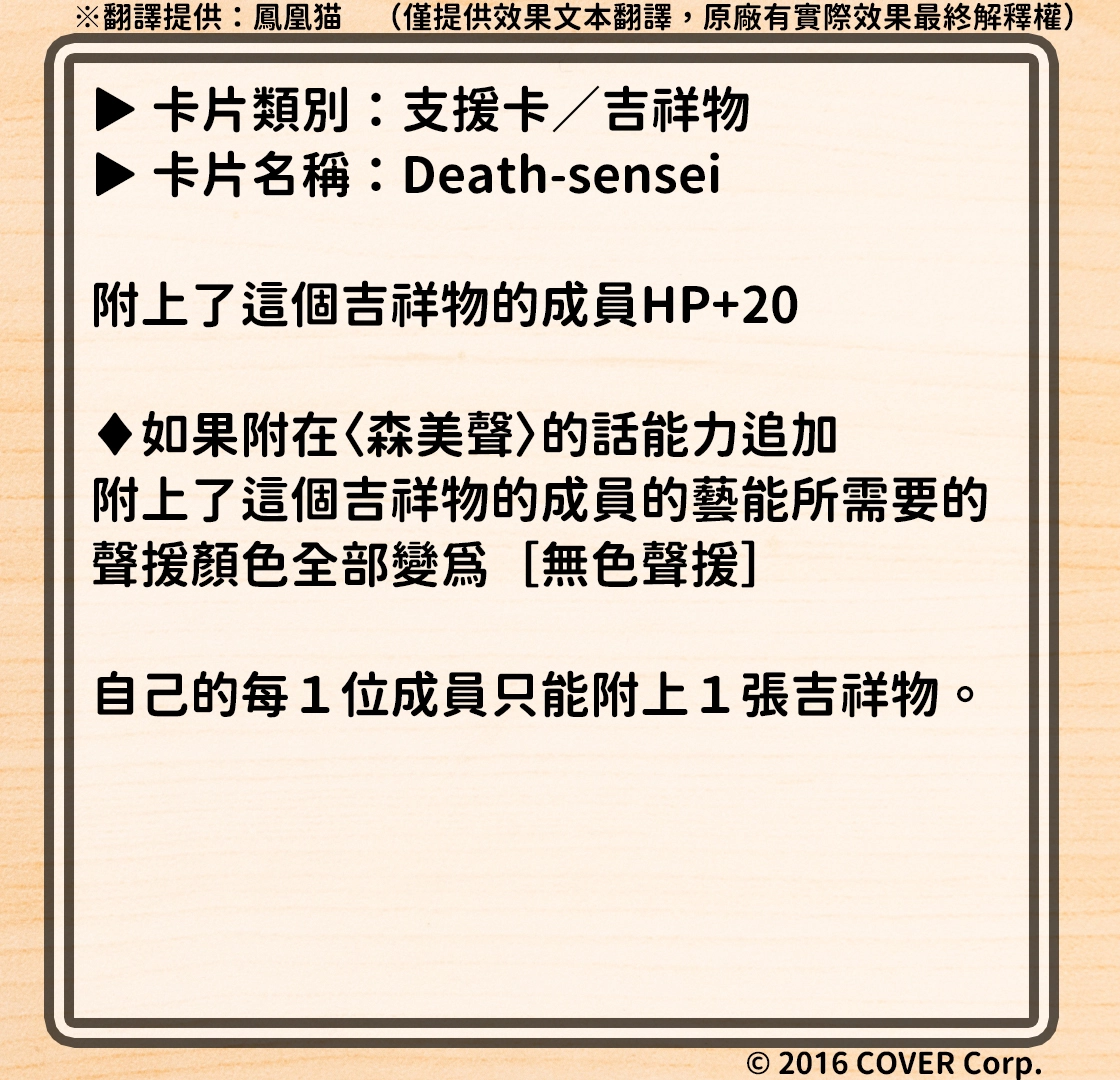 ※翻譯提供：鳳凰猫　（僅提供效果文本翻譯，原廠有實際效果最終解釋權）
▶ 卡片類別：支援卡／吉祥物
▶ 卡片名稱：Death-sensei
附上了這個吉祥物的成員HP+20
♦如果附在〈森美聲〉的話能力追加
附上了這個吉祥物的成員的藝能所需要的
聲援顏色全部變爲［無色聲援］
自己的每１位成員只能附上１張吉祥物。
© 2016 COVER Corp.